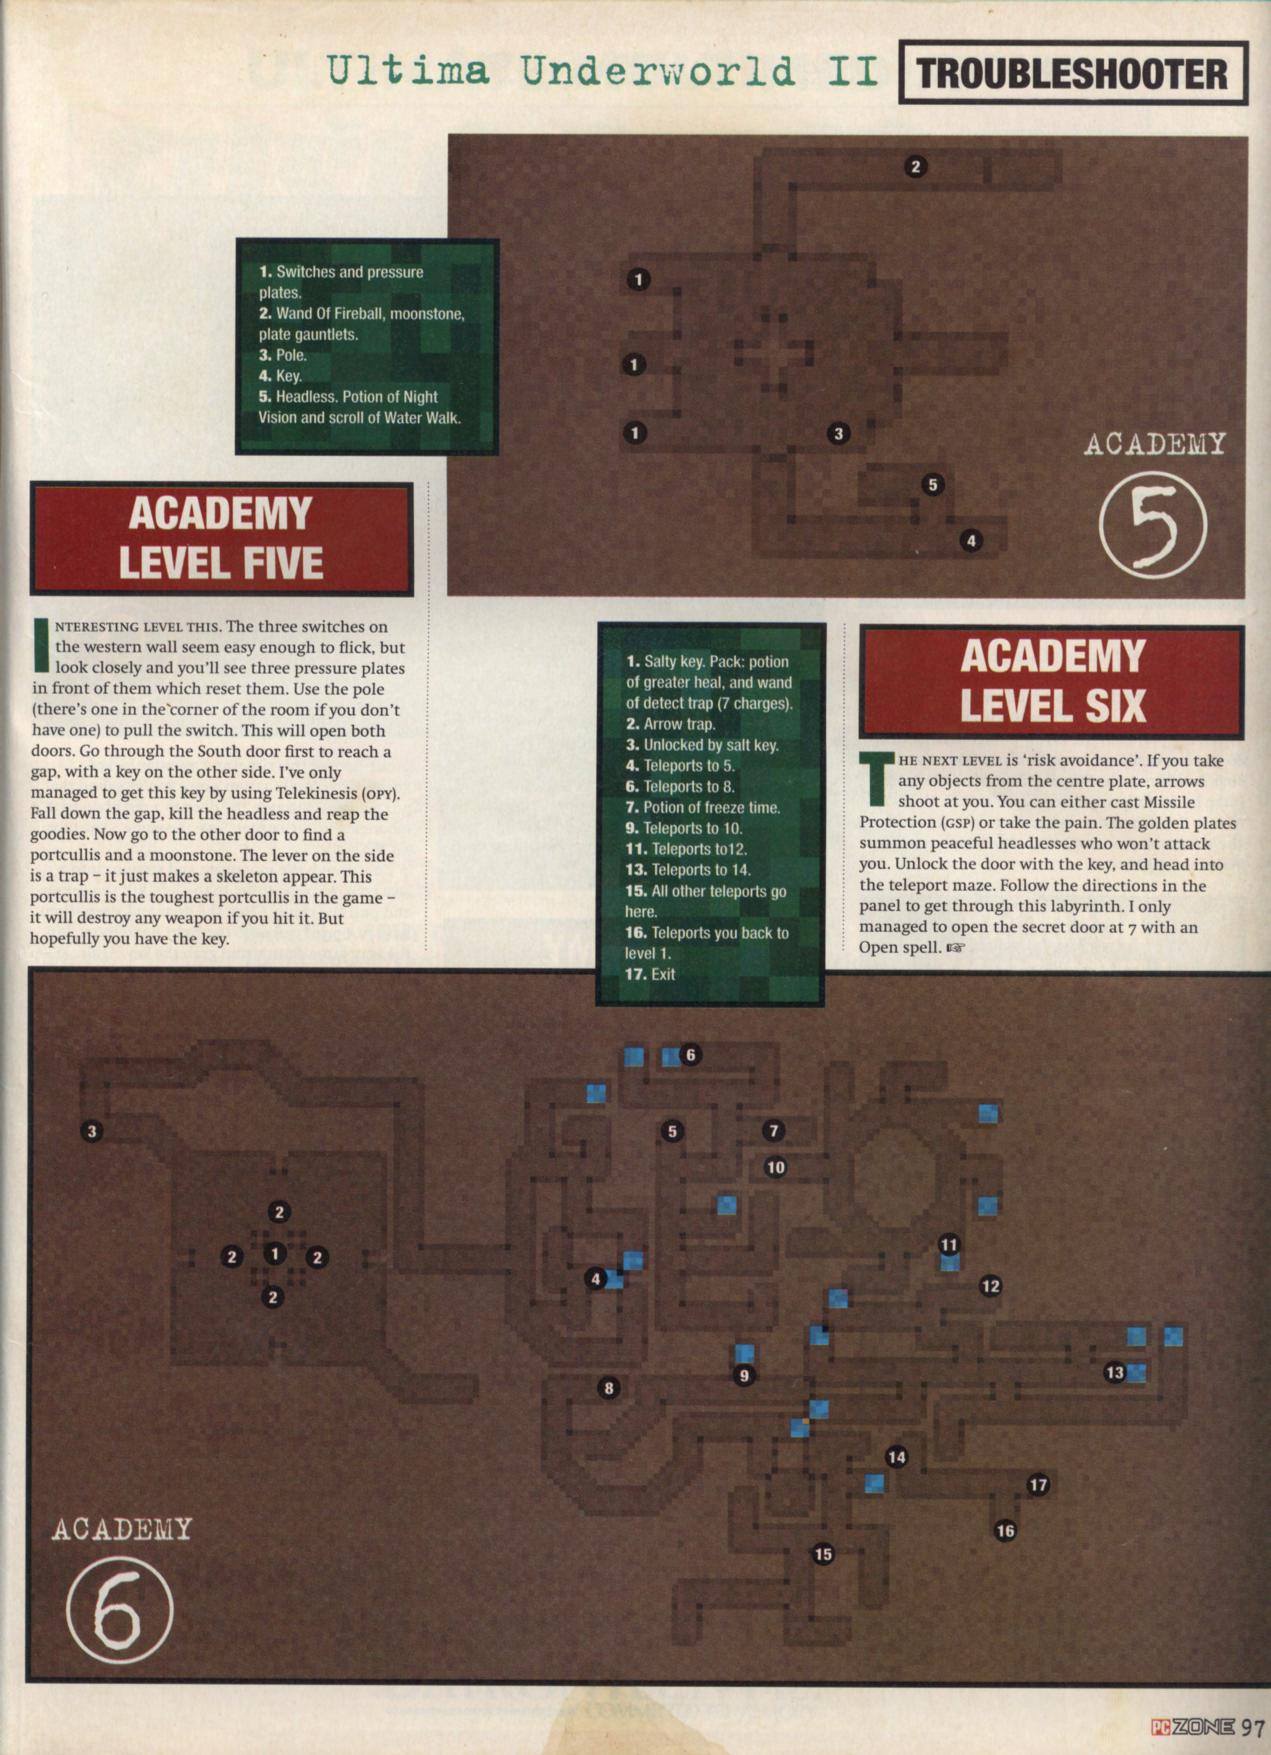 Ultima Underworld II TROUBLESHOOTER
1. Switches and pressure
plates.
2. Wand Of Fireball, moonstone,
plate gauntlets.
3. Pole.
4. Key.
5. Headless. Potion of Night
Vision and scroll of Water Walk.
2
1
1
1
3
5
4
ACADEMY
5
ACADEMY
LEVEL FIVE
INTERESTING LEVEL THIS. The three switches on
the western wall seem easy enough to flick, but
look closely and you'll see three pressure plates
in front of them which reset them. Use the pole
(there's one in the corner of the room if you don't
have one) to pull the switch. This will open both
doors. Go through the South door first to reach a
gap, with a key on the other side. I've only
managed to get this key by using Telekinesis (OPY).
Fall down the gap, kill the headless and reap the
goodies. Now go to the other door to find a
portcullis and a moonstone. The lever on the side
is a trap – it just makes a skeleton appear. This
portcullis is the toughest portcullis in the game –
it will destroy any weapon if you hit it. But
hopefully you have the key.
1. Salty key. Pack: potion
of greater heal, and wand
of detect trap (7 charges).
2. Arrow trap.
3. Unlocked by salt key.
4. Teleports to 5.
6. Teleports to 8.
7. Potion of freeze time.
9. Teleports to 10.
11. Teleports to12.
13. Teleports to 14.
15. All other teleports go
here.
16. Teleports you back to
level 1.
17. Exit
ACADEMY
LEVEL SIX
THE NEXT LEVEL is 'risk avoidance'. If you take
any objects from the centre plate, arrows
shoot at you. You can either cast Missile
Protection (GSP) or take the pain. The golden plates
summon peaceful headlesses who won't attack
you. Unlock the door with the key, and head into
the teleport maze. Follow the directions in the
panel to get through this labyrinth. I only
managed to open the secret door at 7 with an
Open spell. ☞
6
3
5
7
10
2
2
1
2
11
4
12
2
13
9
8
14
17
16
15
ACADEMY
6
PC ZONE 97